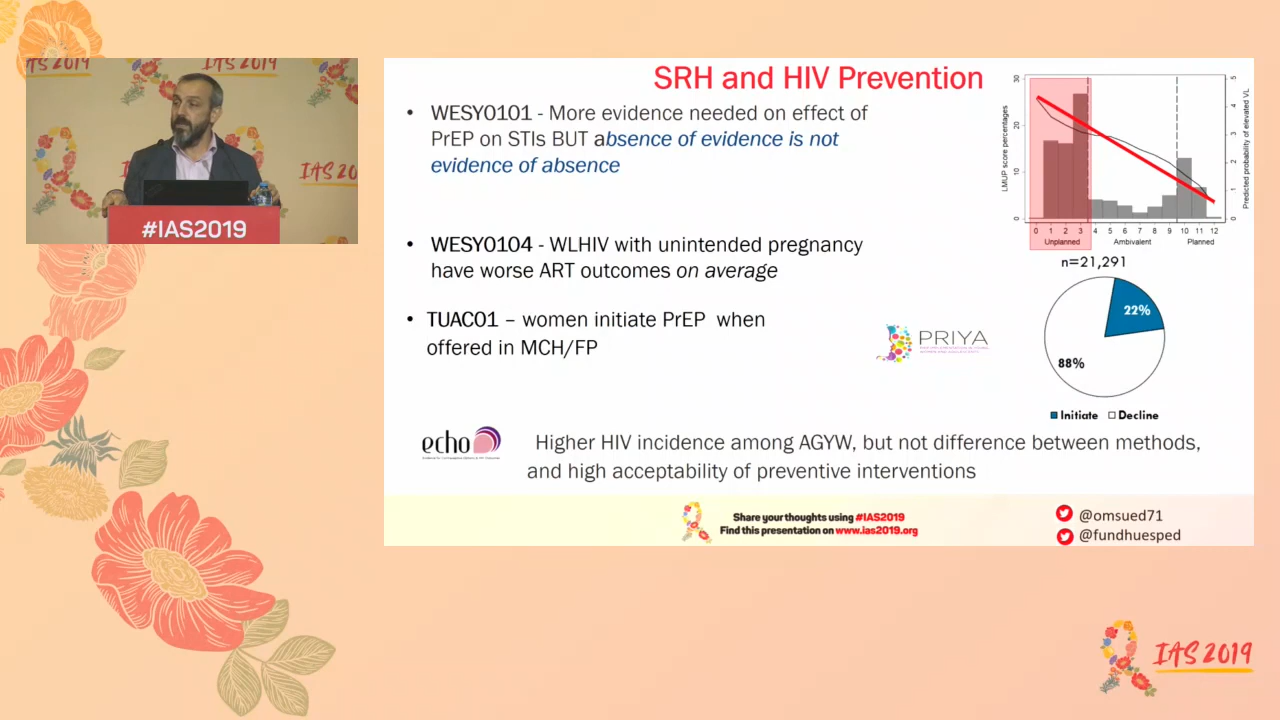 IAS 2019
IAS 2019
IAS 20
#IAS2019
SRH and HIV Prevention
• WESY0101 - More evidence needed on effect of
PrEP on STIs BUT absence of evidence is not
evidence of absence
• WESY0104 - WLHIV with unintended pregnancy
have worse ART outcomes on average
• TUAC01 – women initiate PrEP when
offered in MCH/FP
LMUP score percentages
30
20
10
0
5
4
3
2
1
0
Predicted probability of elevated VL
0 1 2 3 4 5 6 7 8 9 10 11 12
Unplanned Ambivalent Planned
n=21,291
22%
88%
Initiate Decline
PRIYA
echo
Higher HIV incidence among AGYW, but not difference between methods,
and high acceptability of preventive interventions
Share your thoughts using #IAS2019
Find this presentation on www.ias2019.org
@omsued71
@fundhuesped
IAS 2019